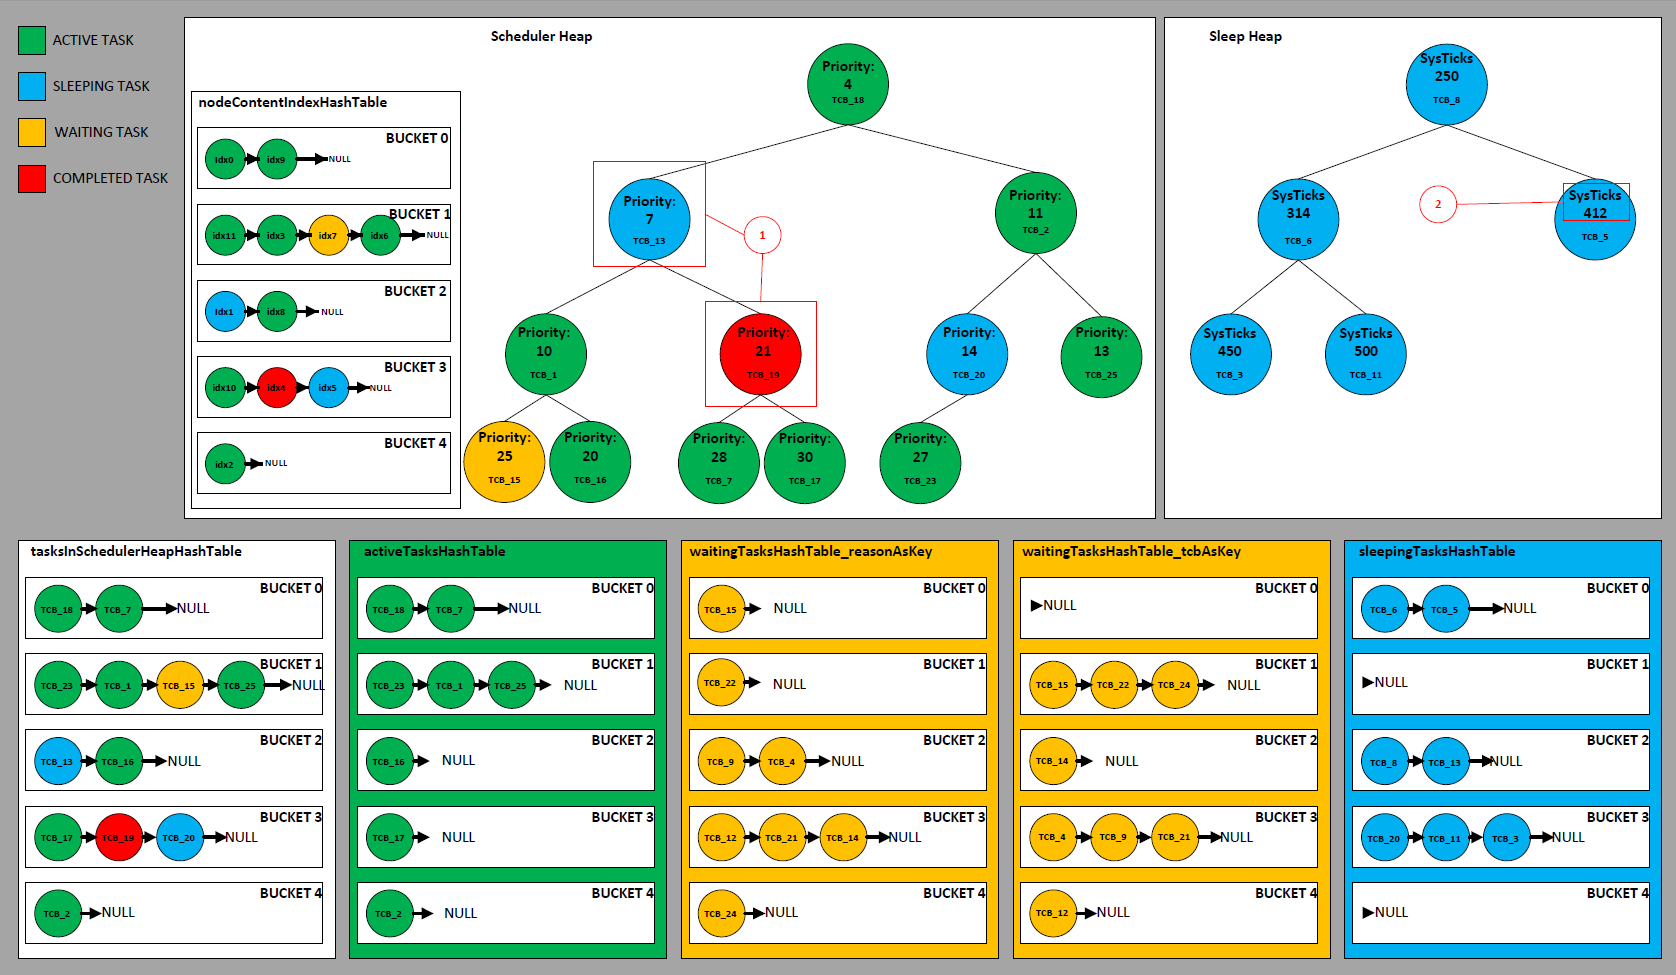 ACTIVE TASK
SLEEPING TASK
WAITING TASK
COMPLETED TASK
Scheduler Heap
Priority:
4
TCB_18
Priority:
7
TCB_13
1
Priority:
11
TCB_2
Priority:
10
TCB_1
Priority:
21
TCB_19
Priority:
14
TCB_20
Priority:
13
TCB_25
Priority:
25
TCB_15
Priority:
20
TCB_16
Priority:
28
TCB_7
Priority:
30
TCB_17
Priority:
27
TCB_23
nodeContentIndexHashTable
BUCKET 0
Idx0 idx9 NULL
BUCKET 1
idx11 idx3 idx7 idx6 NULL
BUCKET 2
Idx1 idx8 NULL
BUCKET 3
idx10 idx4 idx5 NULL
BUCKET 4
idx2 NULL
Sleep Heap
SysTicks
250
TCB_8
SysTicks
314
TCB_6
2
SysTicks
412
TCB_5
SysTicks
450
TCB_3
SysTicks
500
TCB_11
tasksInSchedulerHeapHashTable
BUCKET 0
TCB_18 TCB_7 NULL
BUCKET 1
TCB_23 TCB_1 TCB_15 TCB_25 NULL
BUCKET 2
TCB_13 TCB_16 NULL
BUCKET 3
TCB_17 TCB_19 TCB_20 NULL
BUCKET 4
TCB_2 NULL
activeTasksHashTable
BUCKET 0
TCB_18 TCB_7 NULL
BUCKET 1
TCB_23 TCB_1 TCB_25 NULL
BUCKET 2
TCB_16 NULL
BUCKET 3
TCB_17 NULL
BUCKET 4
TCB_2 NULL
waitingTasksHashTable_reasonAsKey
BUCKET 0
TCB_15 NULL
BUCKET 1
TCB_22 NULL
BUCKET 2
TCB_9 TCB_4 NULL
BUCKET 3
TCB_12 TCB_21 TCB_14 NULL
BUCKET 4
TCB_24 NULL
waitingTasksHashTable_tcbAsKey
BUCKET 0
NULL
BUCKET 1
TCB_15 TCB_22 TCB_24 NULL
BUCKET 2
TCB_14 NULL
BUCKET 3
TCB_4 TCB_9 TCB_21 NULL
BUCKET 4
TCB_12 NULL
sleepingTasksHashTable
BUCKET 0
TCB_6 TCB_5 NULL
BUCKET 1
NULL
BUCKET 2
TCB_8 TCB_13 NULL
BUCKET 3
TCB_20 TCB_11 TCB_3 NULL
BUCKET 4
NULL